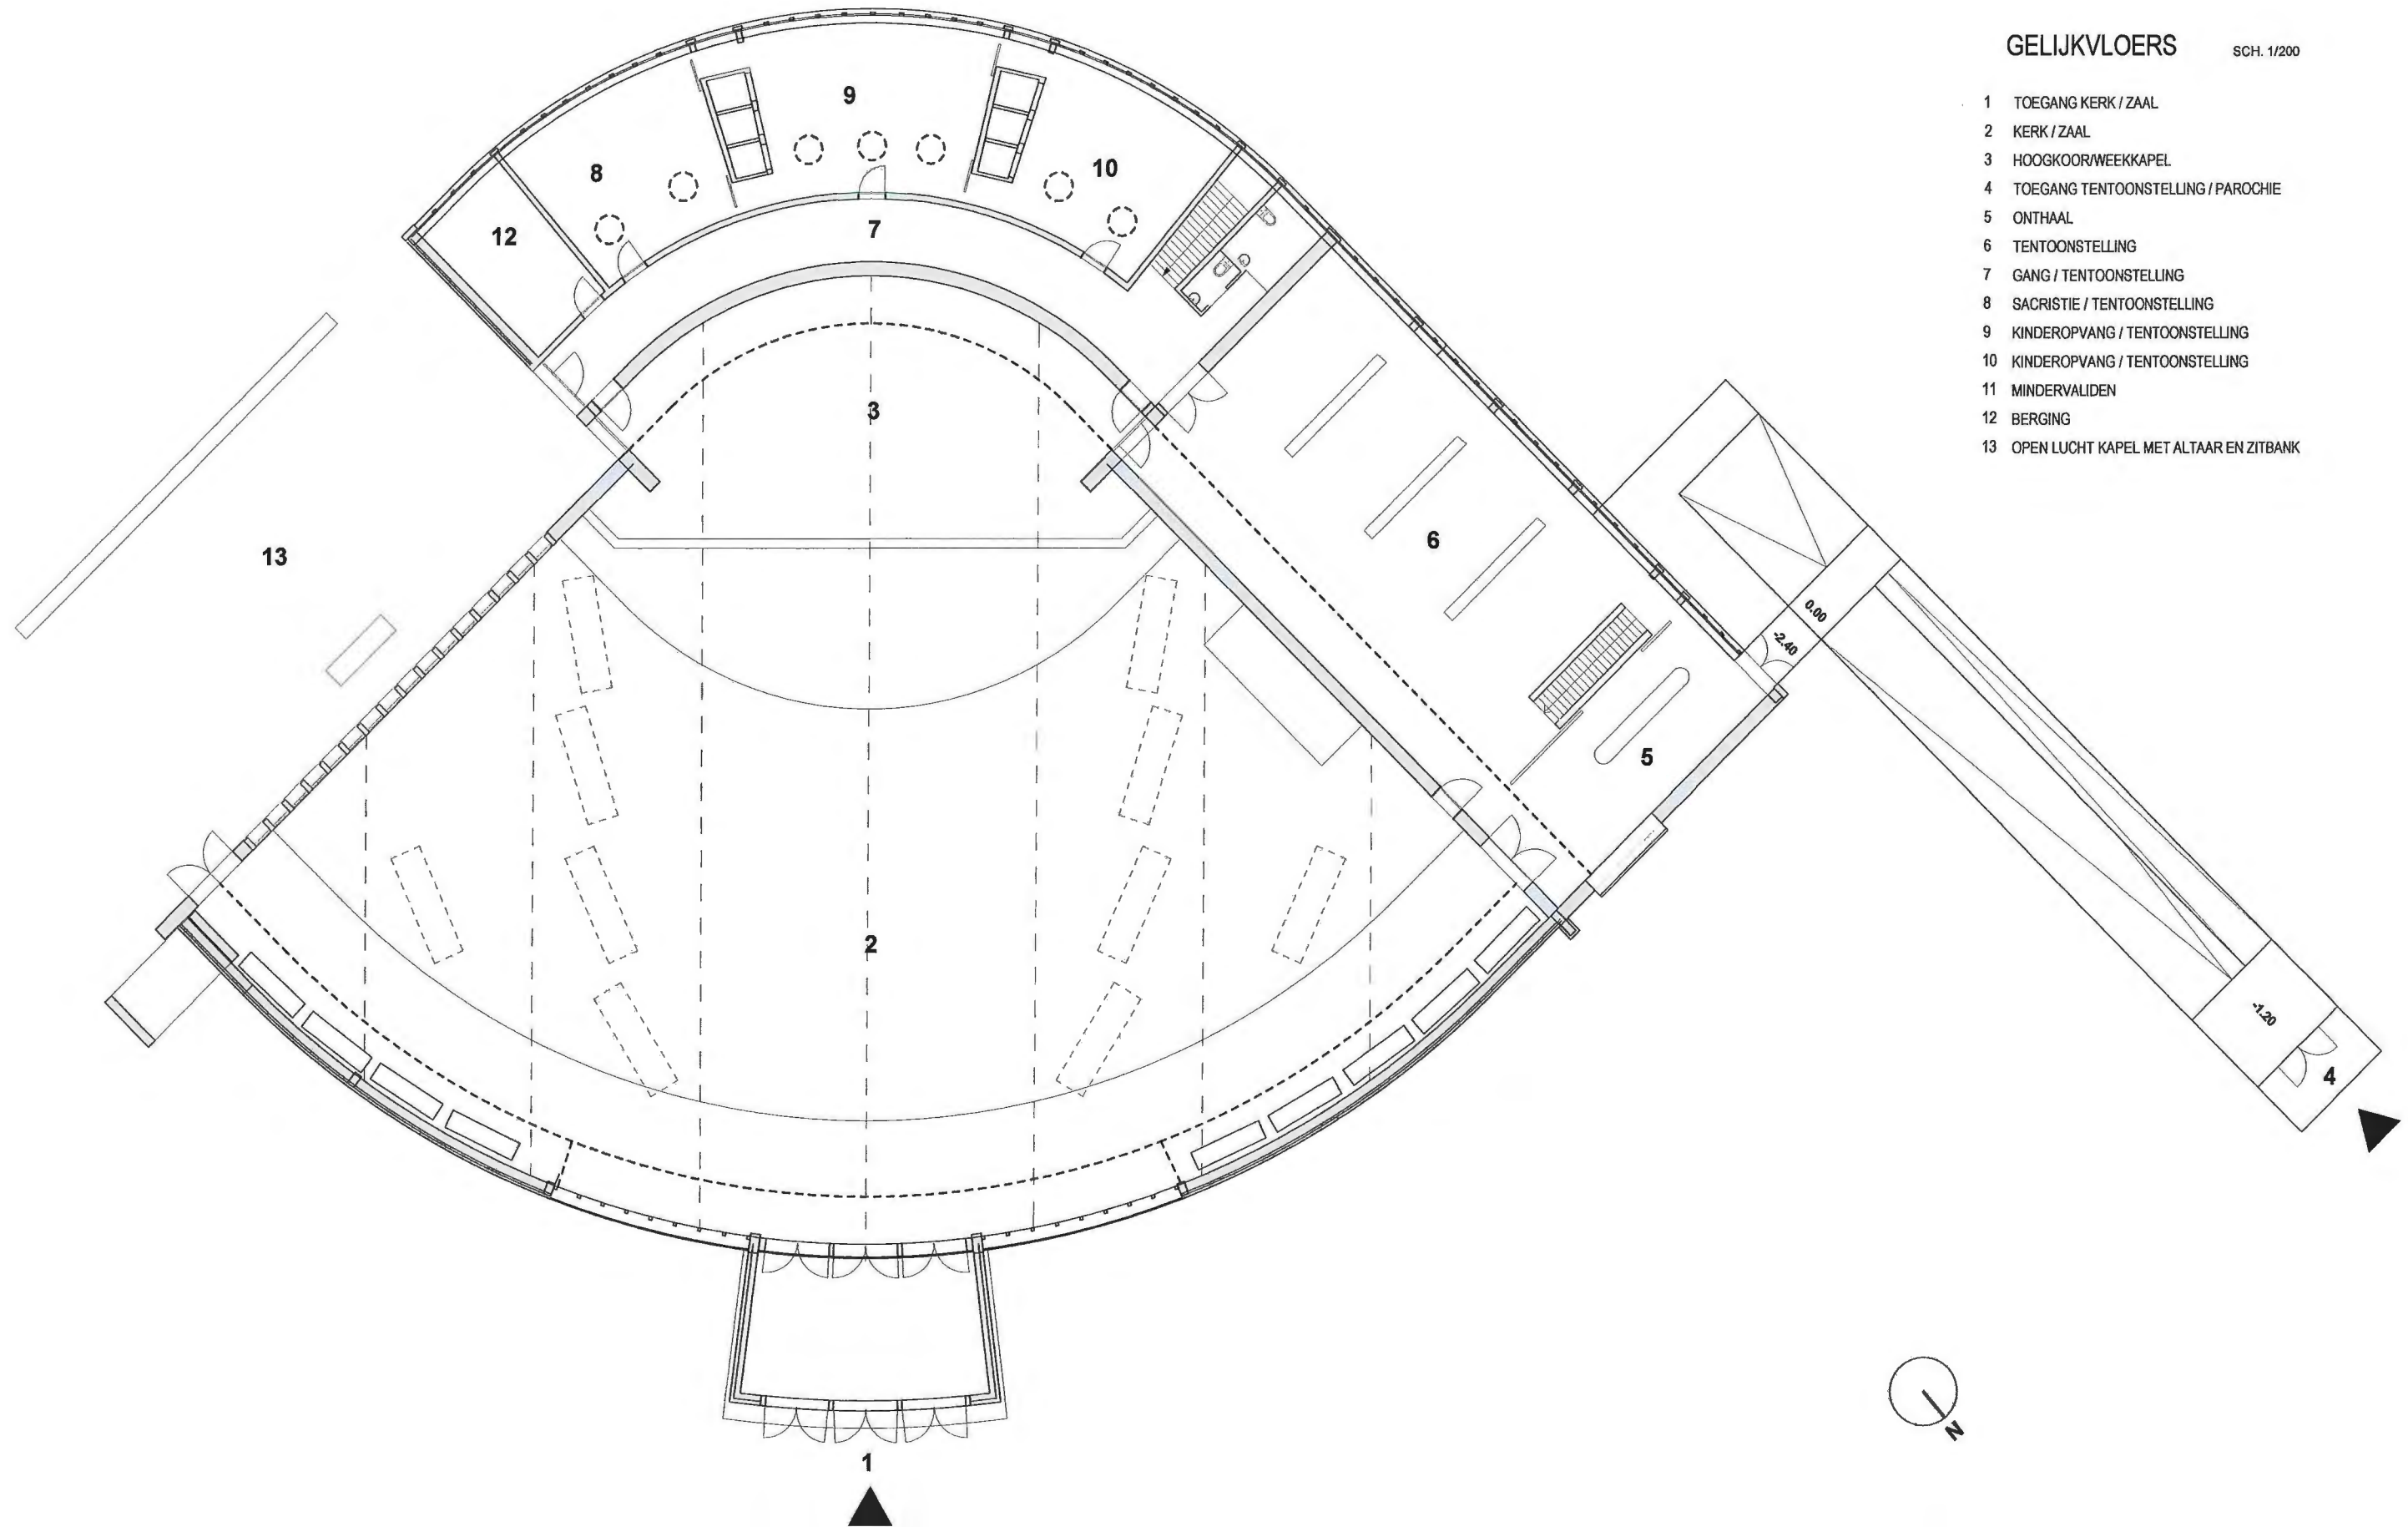 GELIJKVLOERS SCH. 1/200
1 TOEGANG KERK / ZAAL
2 KERK / ZAAL
3 HOOGKOOR/WEEKKAPEL
4 TOEGANG TENTOONSTELLING / PAROCHIE
5 ONTHAAL
6 TENTOONSTELLING
7 GANG / TENTOONSTELLING
8 SACRISTIE / TENTOONSTELLING
9 KINDEROPVANG / TENTOONSTELLING
10 KINDEROPVANG / TENTOONSTELLING
11 MINDERVALIDEN
12 BERGING
13 OPEN LUCHT KAPEL MET ALTAAR EN ZITBANK
9
8
10
12
7
3
13
6
0.00
-2.40
5
2
-1.20
4
1
N